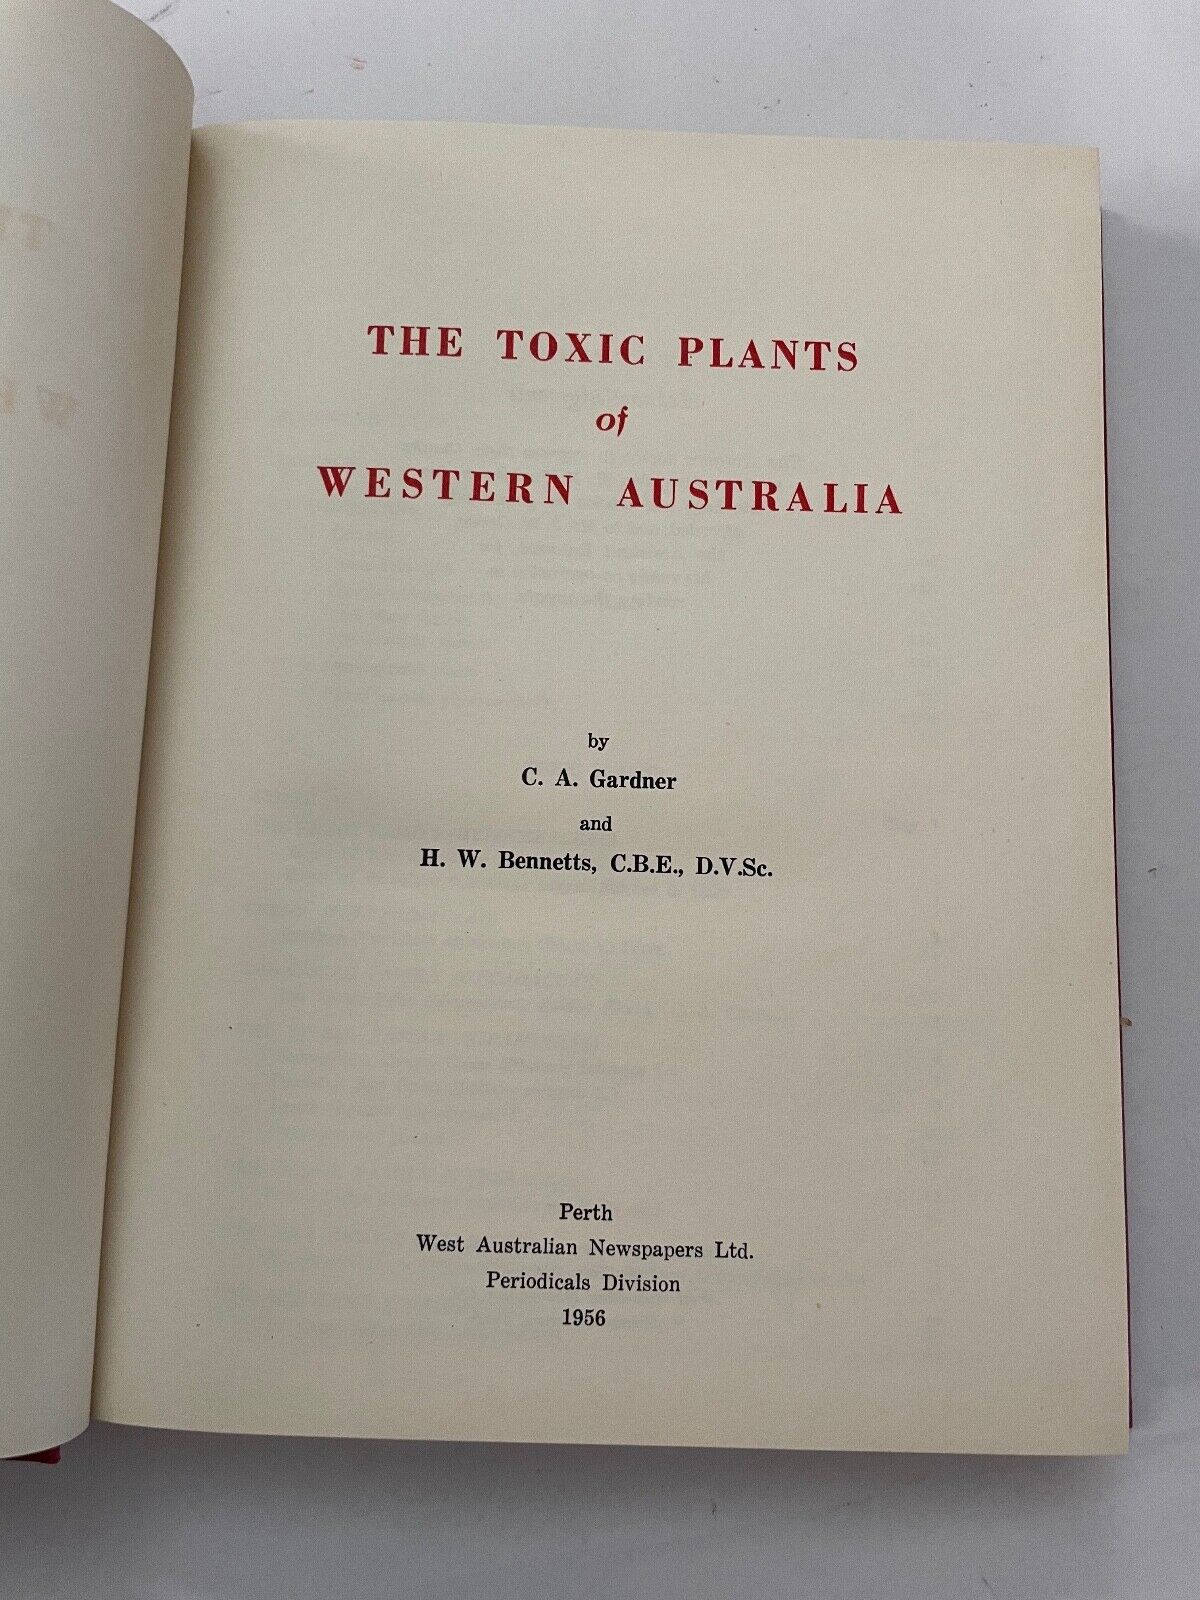 THE TOXIC PLANTS
of
WESTERN AUSTRALIA
by
C. A. Gardner
and
H. W. Bennetts, C.B.E., D.V.Sc.
Perth
West Australian Newspapers Ltd.
Periodicals Division
1956